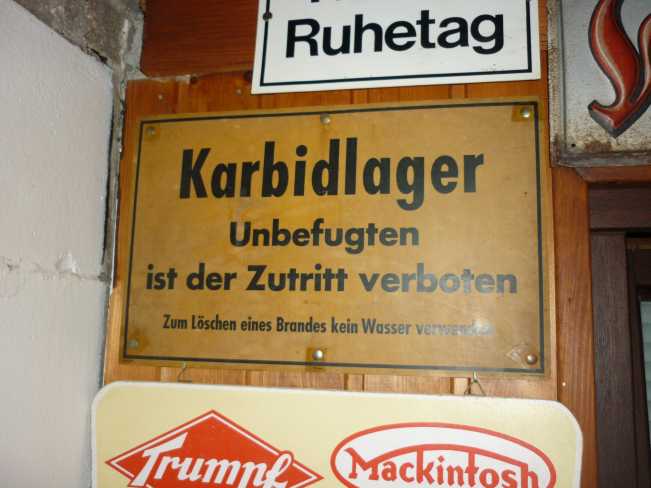 Ruhetag
Karbidlager
Unbefugten
ist der Zutritt verboten
Zum Löschen eines Brandes kein Wasser verwenden
Trumpf
Mackintosh